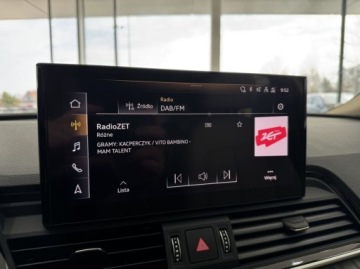 Radio
9:52
Źródło
DAB/FM
RadioZET
Różne
GRAMY: KACPERCZYK / VITO BAMBINO -
MAM TALENT
ZET
Lista
Więcej